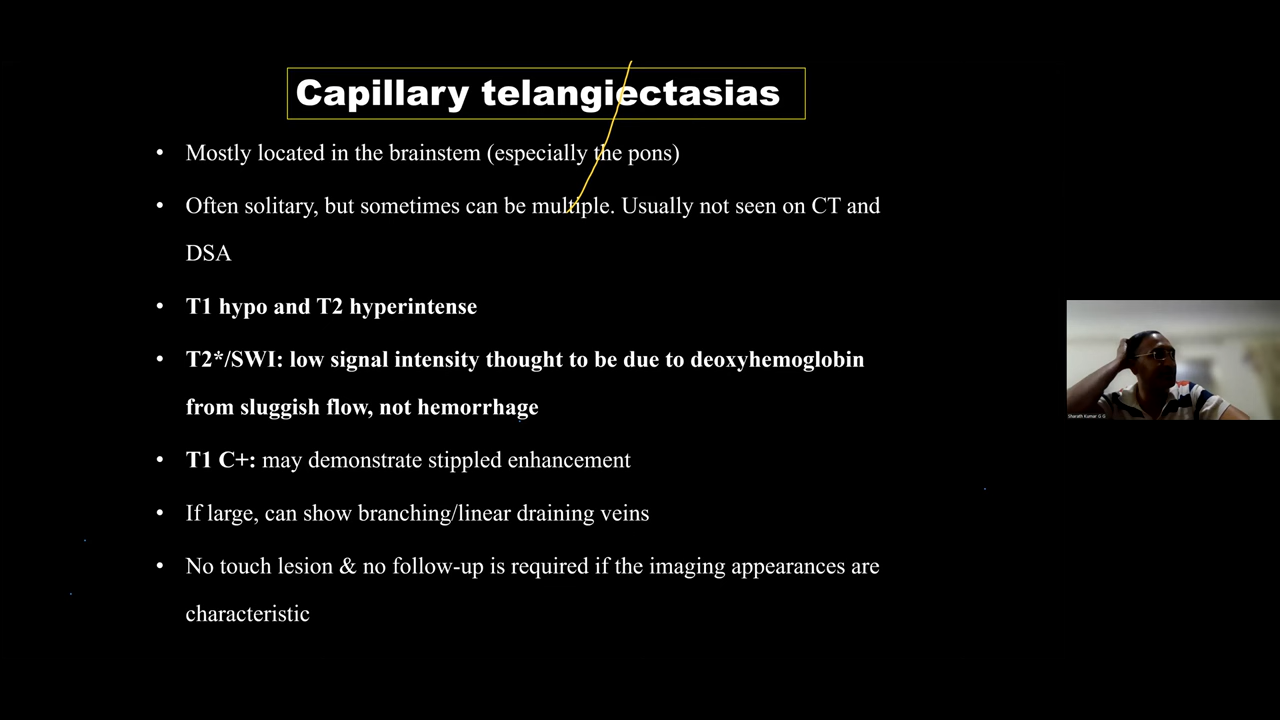 Capillary telangiectasias
• Mostly located in the brainstem (especially the pons)
• Often solitary, but sometimes can be multiple. Usually not seen on CT and
DSA
• T1 hypo and T2 hyperintense
• T2*/SWI: low signal intensity thought to be due to deoxyhemoglobin
from sluggish flow, not hemorrhage
• T1 C+: may demonstrate stippled enhancement
• If large, can show branching/linear draining veins
• No touch lesion & no follow-up is required if the imaging appearances are
characteristic
Sharath Kumar G G